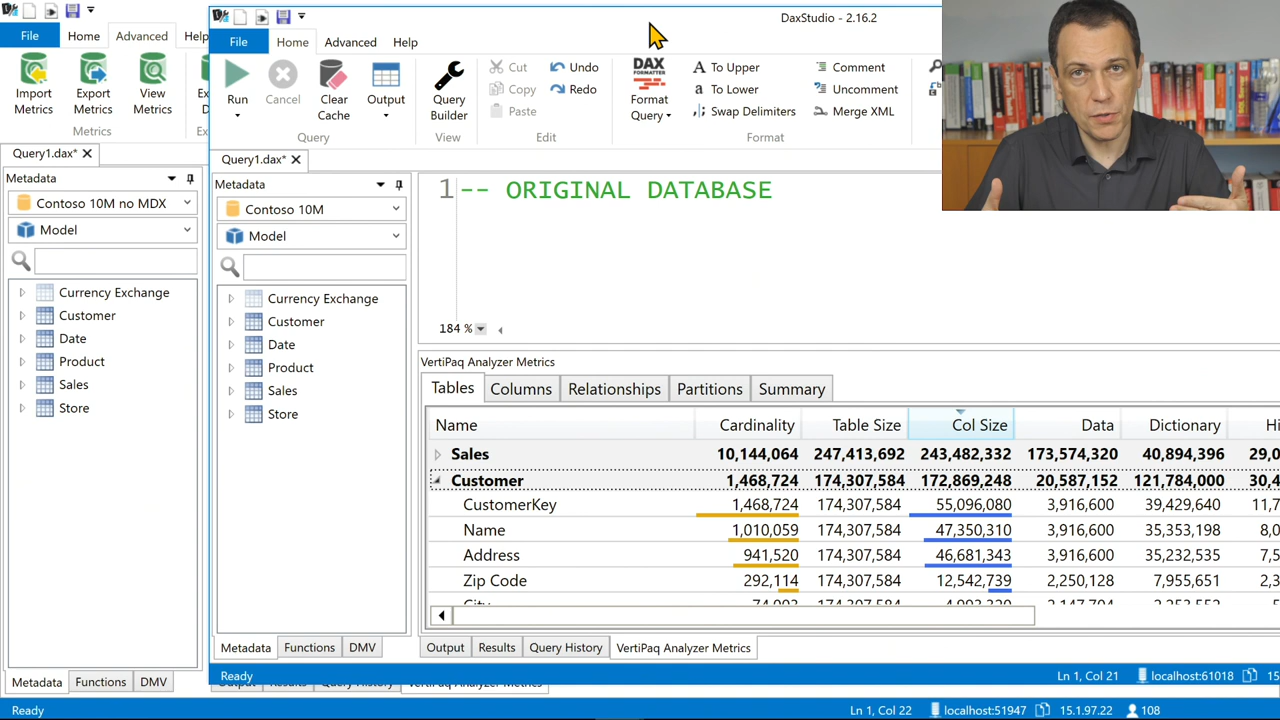 File
Home
Advanced
Help
Import Metrics
Export Metrics
View Metrics
Metrics
Query1.dax*
Metadata
Contoso 10M no MDX
Model
Currency Exchange
Customer
Date
Product
Sales
Store
Metadata
Functions
DMV
Ready
DaxStudio - 2.16.2
File
Home
Advanced
Help
Run
Cancel
Clear Cache
Output
Query
Query Builder
View
Cut
Copy
Paste
Undo
Redo
Edit
DAX FORMATTER
Format Query
To Upper
To Lower
Swap Delimiters
Comment
Uncomment
Merge XML
Format
Query1.dax*
Metadata
Contoso 10M
Model
Currency Exchange
Customer
Date
Product
Sales
Store
Metadata
Functions
DMV
1 -- ORIGINAL DATABASE
184 %
VertiPaq Analyzer Metrics
Tables Columns Relationships Partitions Summary
Name Cardinality Table Size Col Size Data Dictionary
Sales 10,144,064 247,413,692 243,482,332 173,574,320 40,894,396
Customer 1,468,724 174,307,584 172,869,248 20,587,152 121,784,000
CustomerKey 1,468,724 174,307,584 55,096,080 3,916,600 39,429,640
Name 1,010,059 174,307,584 47,350,310 3,916,600 35,353,198
Address 941,520 174,307,584 46,681,343 3,916,600 35,232,535
Zip Code 292,114 174,307,584 12,542,739 2,250,128 7,955,651
Output Results Query History VertiPaq Analyzer Metrics
Ready
Ln 1, Col 21
localhost:61018
Ln 1, Col 22
localhost:51947
15.1.97.22
108